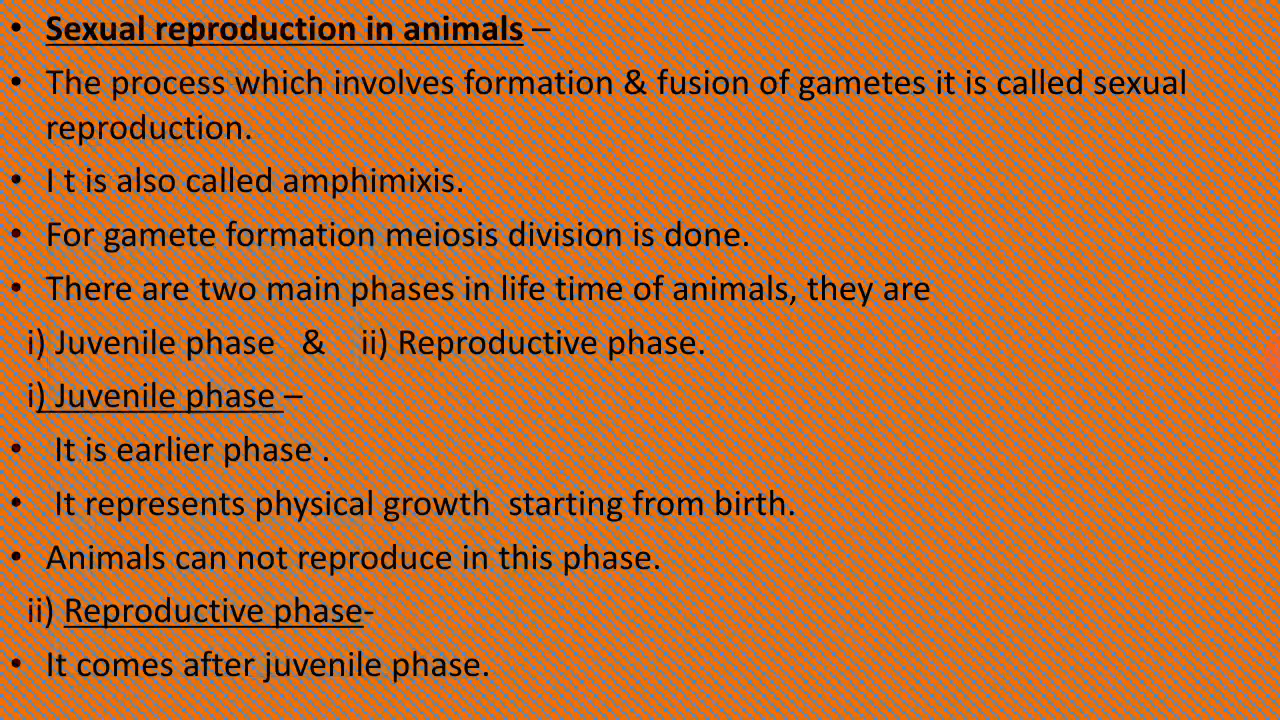 • Sexual reproduction in animals –
• The process which involves formation & fusion of gametes it is called sexual
reproduction.
• I t is also called amphimixis.
• For gamete formation meiosis division is done.
• There are two main phases in life time of animals, they are
i) Juvenile phase & ii) Reproductive phase.
i) Juvenile phase –
• It is earlier phase .
• It represents physical growth starting from birth.
• Animals can not reproduce in this phase.
ii) Reproductive phase-
• It comes after juvenile phase.